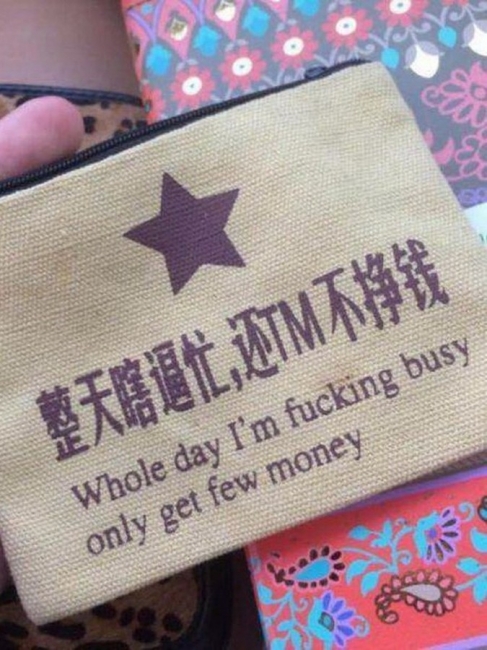 整天瞎逼忙,还TM不挣钱
Whole day I'm fucking busy
only get few money